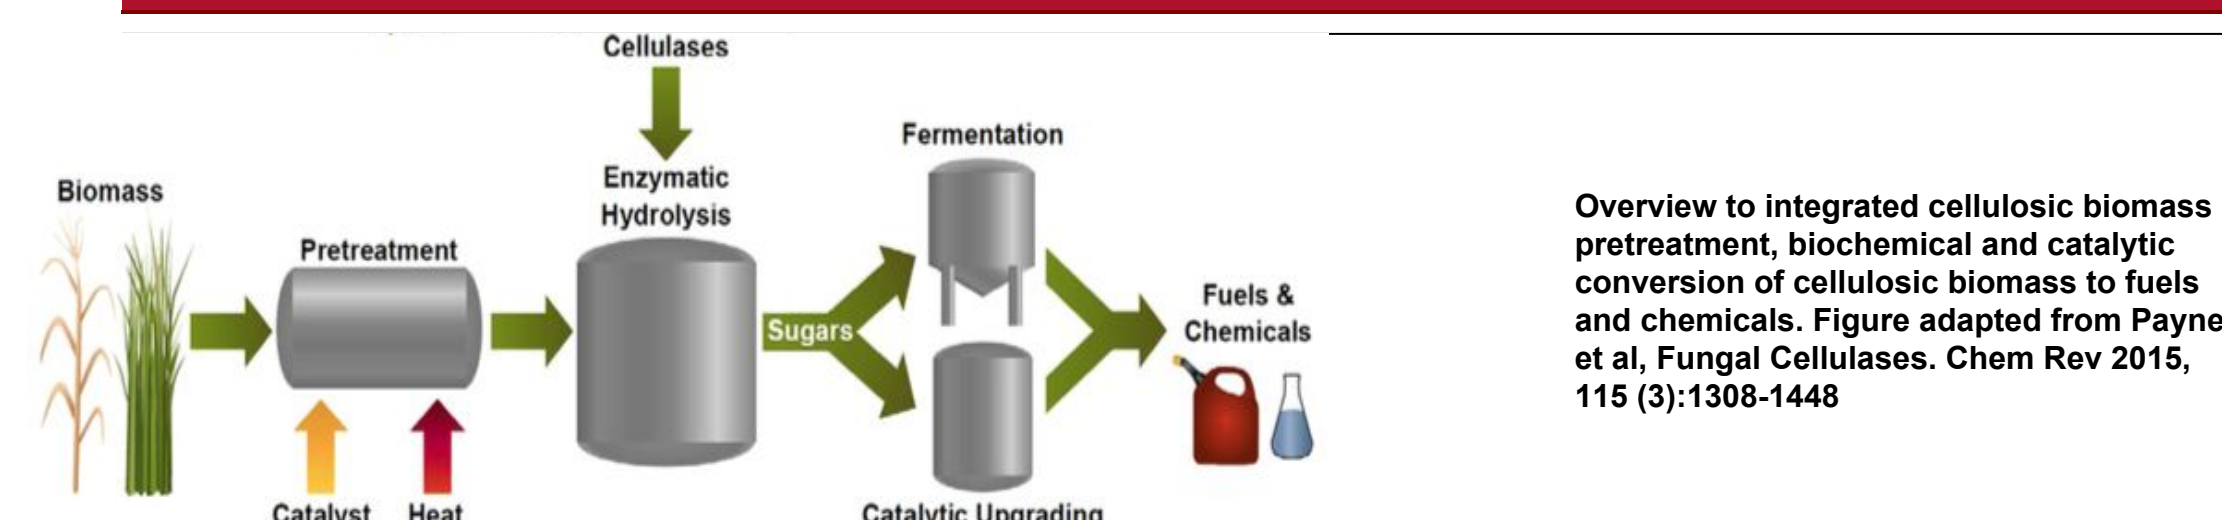 Cellulases
Fermentation
Enzymatic
Hydrolysis
Biomass
Pretreatment
Sugars
Fuels &
Chemicals
Catalyst
Heat
Catalytic Upgrading
Overview to integrated cellulosic biomass
pretreatment, biochemical and catalytic
conversion of cellulosic biomass to fuels
and chemicals. Figure adapted from Payne
et al, Fungal Cellulases. Chem Rev 2015,
115 (3):1308-1448